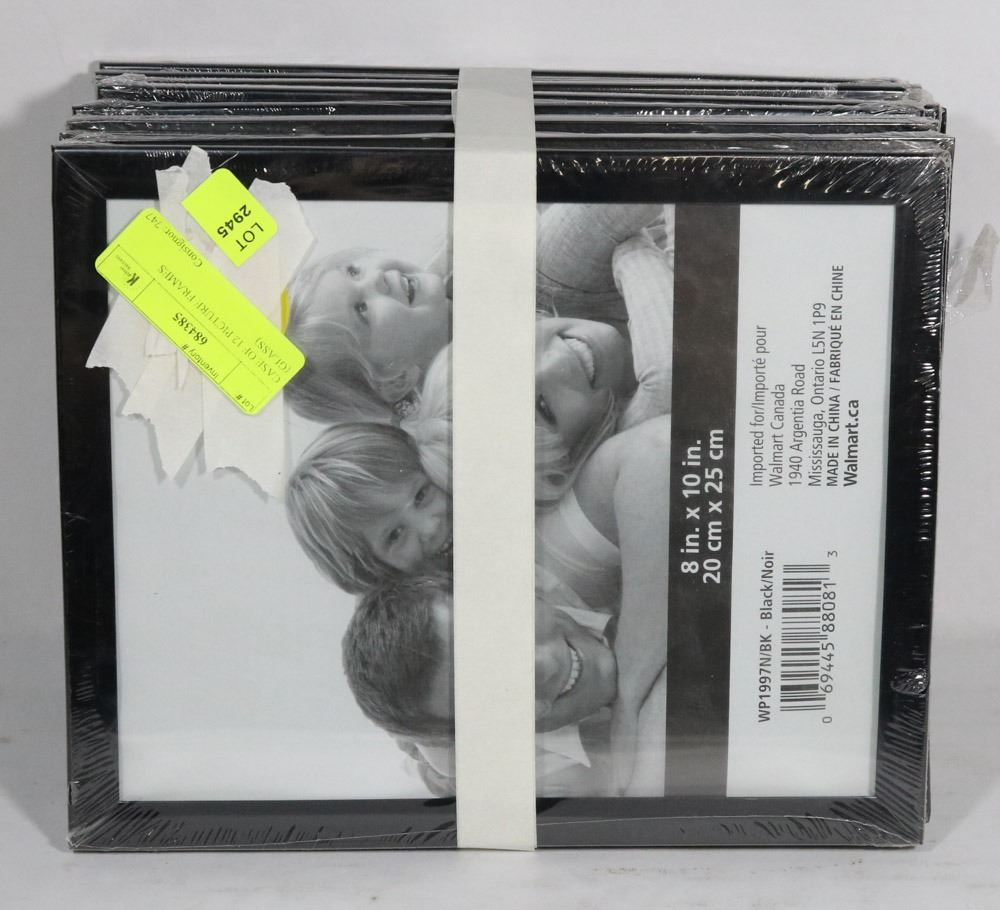 LOT
2945
Lot #
Inventory #
684385
Consignor 747
CASE OF 12 PICTURE FRAMES
(GLASS)
8 in. x 10 in.
20 cm x 25 cm
Imported for/Importé pour
Walmart Canada
1940 Argentia Road
Mississauga, Ontario L5N 1P9
MADE IN CHINA / FABRIQUÉ EN CHINE
Walmart.ca
WP1997N/BK - Black/Noir
0 69445 88081 3